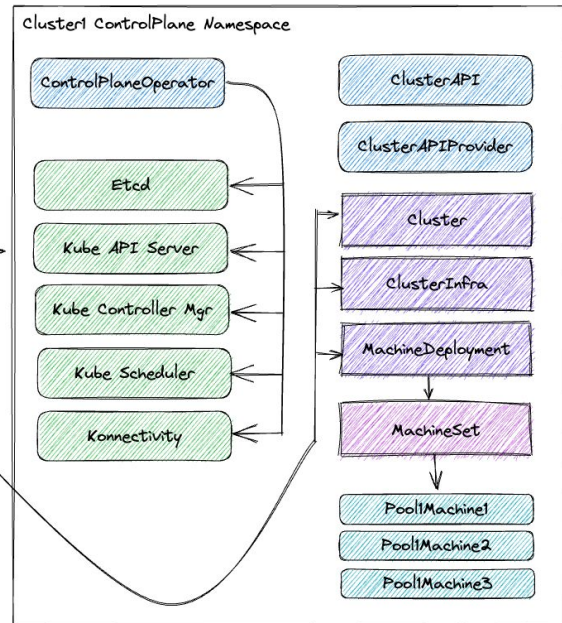 Cluster1 ControlPlane Namespace
ControlPlaneOperator
Etcd
Kube API Server
Kube Controller Mgr
Kube Scheduler
Konnectivity
ClusterAPI
ClusterAPIProvider
Cluster
ClusterInfra
MachineDeployment
MachineSet
Pool1Machine1
Pool1Machine2
Pool1Machine3